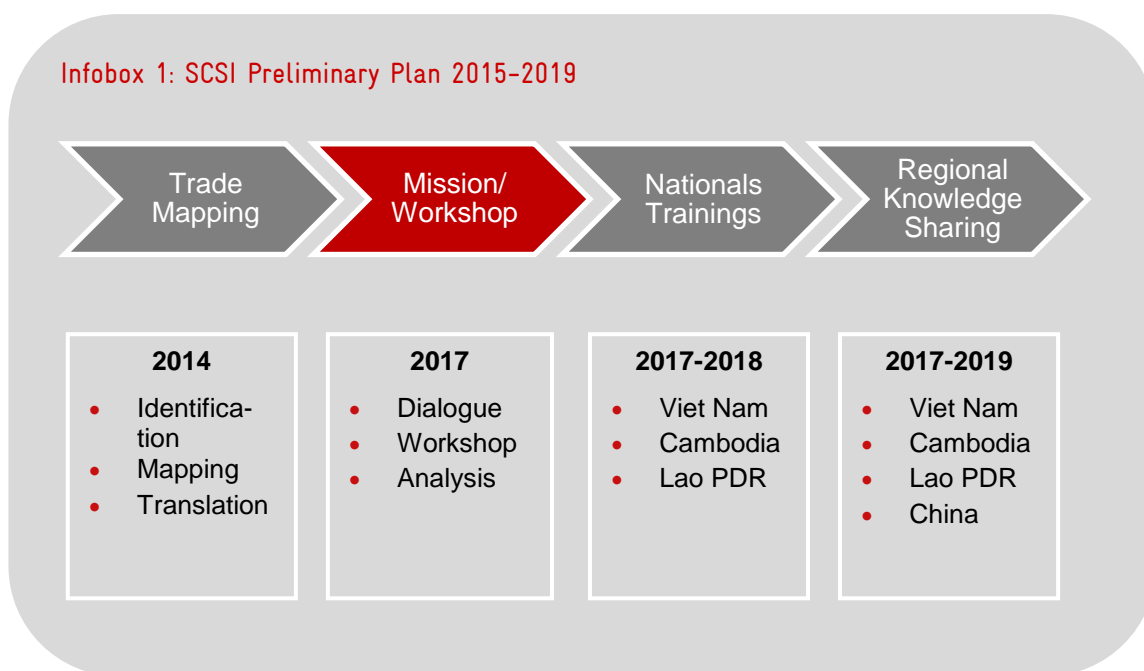 Infobox 1: SCSI Preliminary Plan 2015-2019
Trade
Mapping
Mission/
Workshop
Nationals
Trainings
Regional
Knowledge
Sharing
2014
• Identifica-
tion
• Mapping
• Translation
2017
• Dialogue
• Workshop
• Analysis
2017-2018
• Viet Nam
• Cambodia
• Lao PDR
2017-2019
• Viet Nam
• Cambodia
• Lao PDR
• China